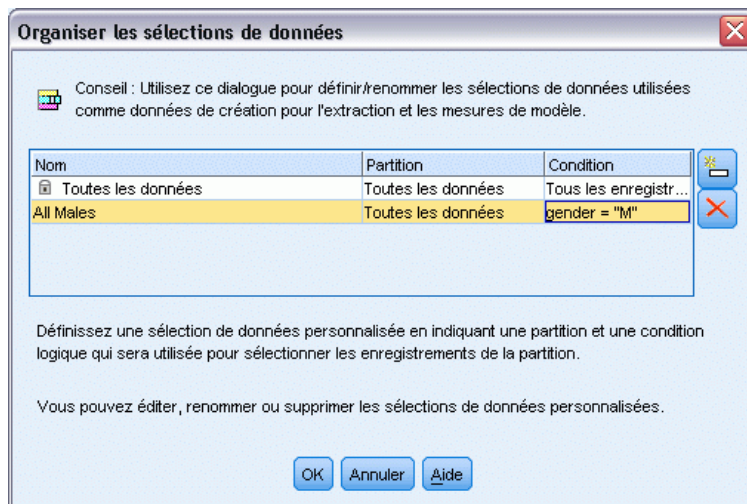 Organiser les sélections de données
Conseil : Utilisez ce dialogue pour définir/renommer les sélections de données utilisées
comme données de création pour l'extraction et les mesures de modèle.
Nom Partition Condition
Toutes les données Toutes les données Tous les enregistr...
All Males Toutes les données gender = "M"
Définissez une sélection de données personnalisée en indiquant une partition et une condition
logique qui sera utilisée pour sélectionner les enregistrements de la partition.
Vous pouvez éditer, renommer ou supprimer les sélections de données personnalisées.
OK Annuler Aide